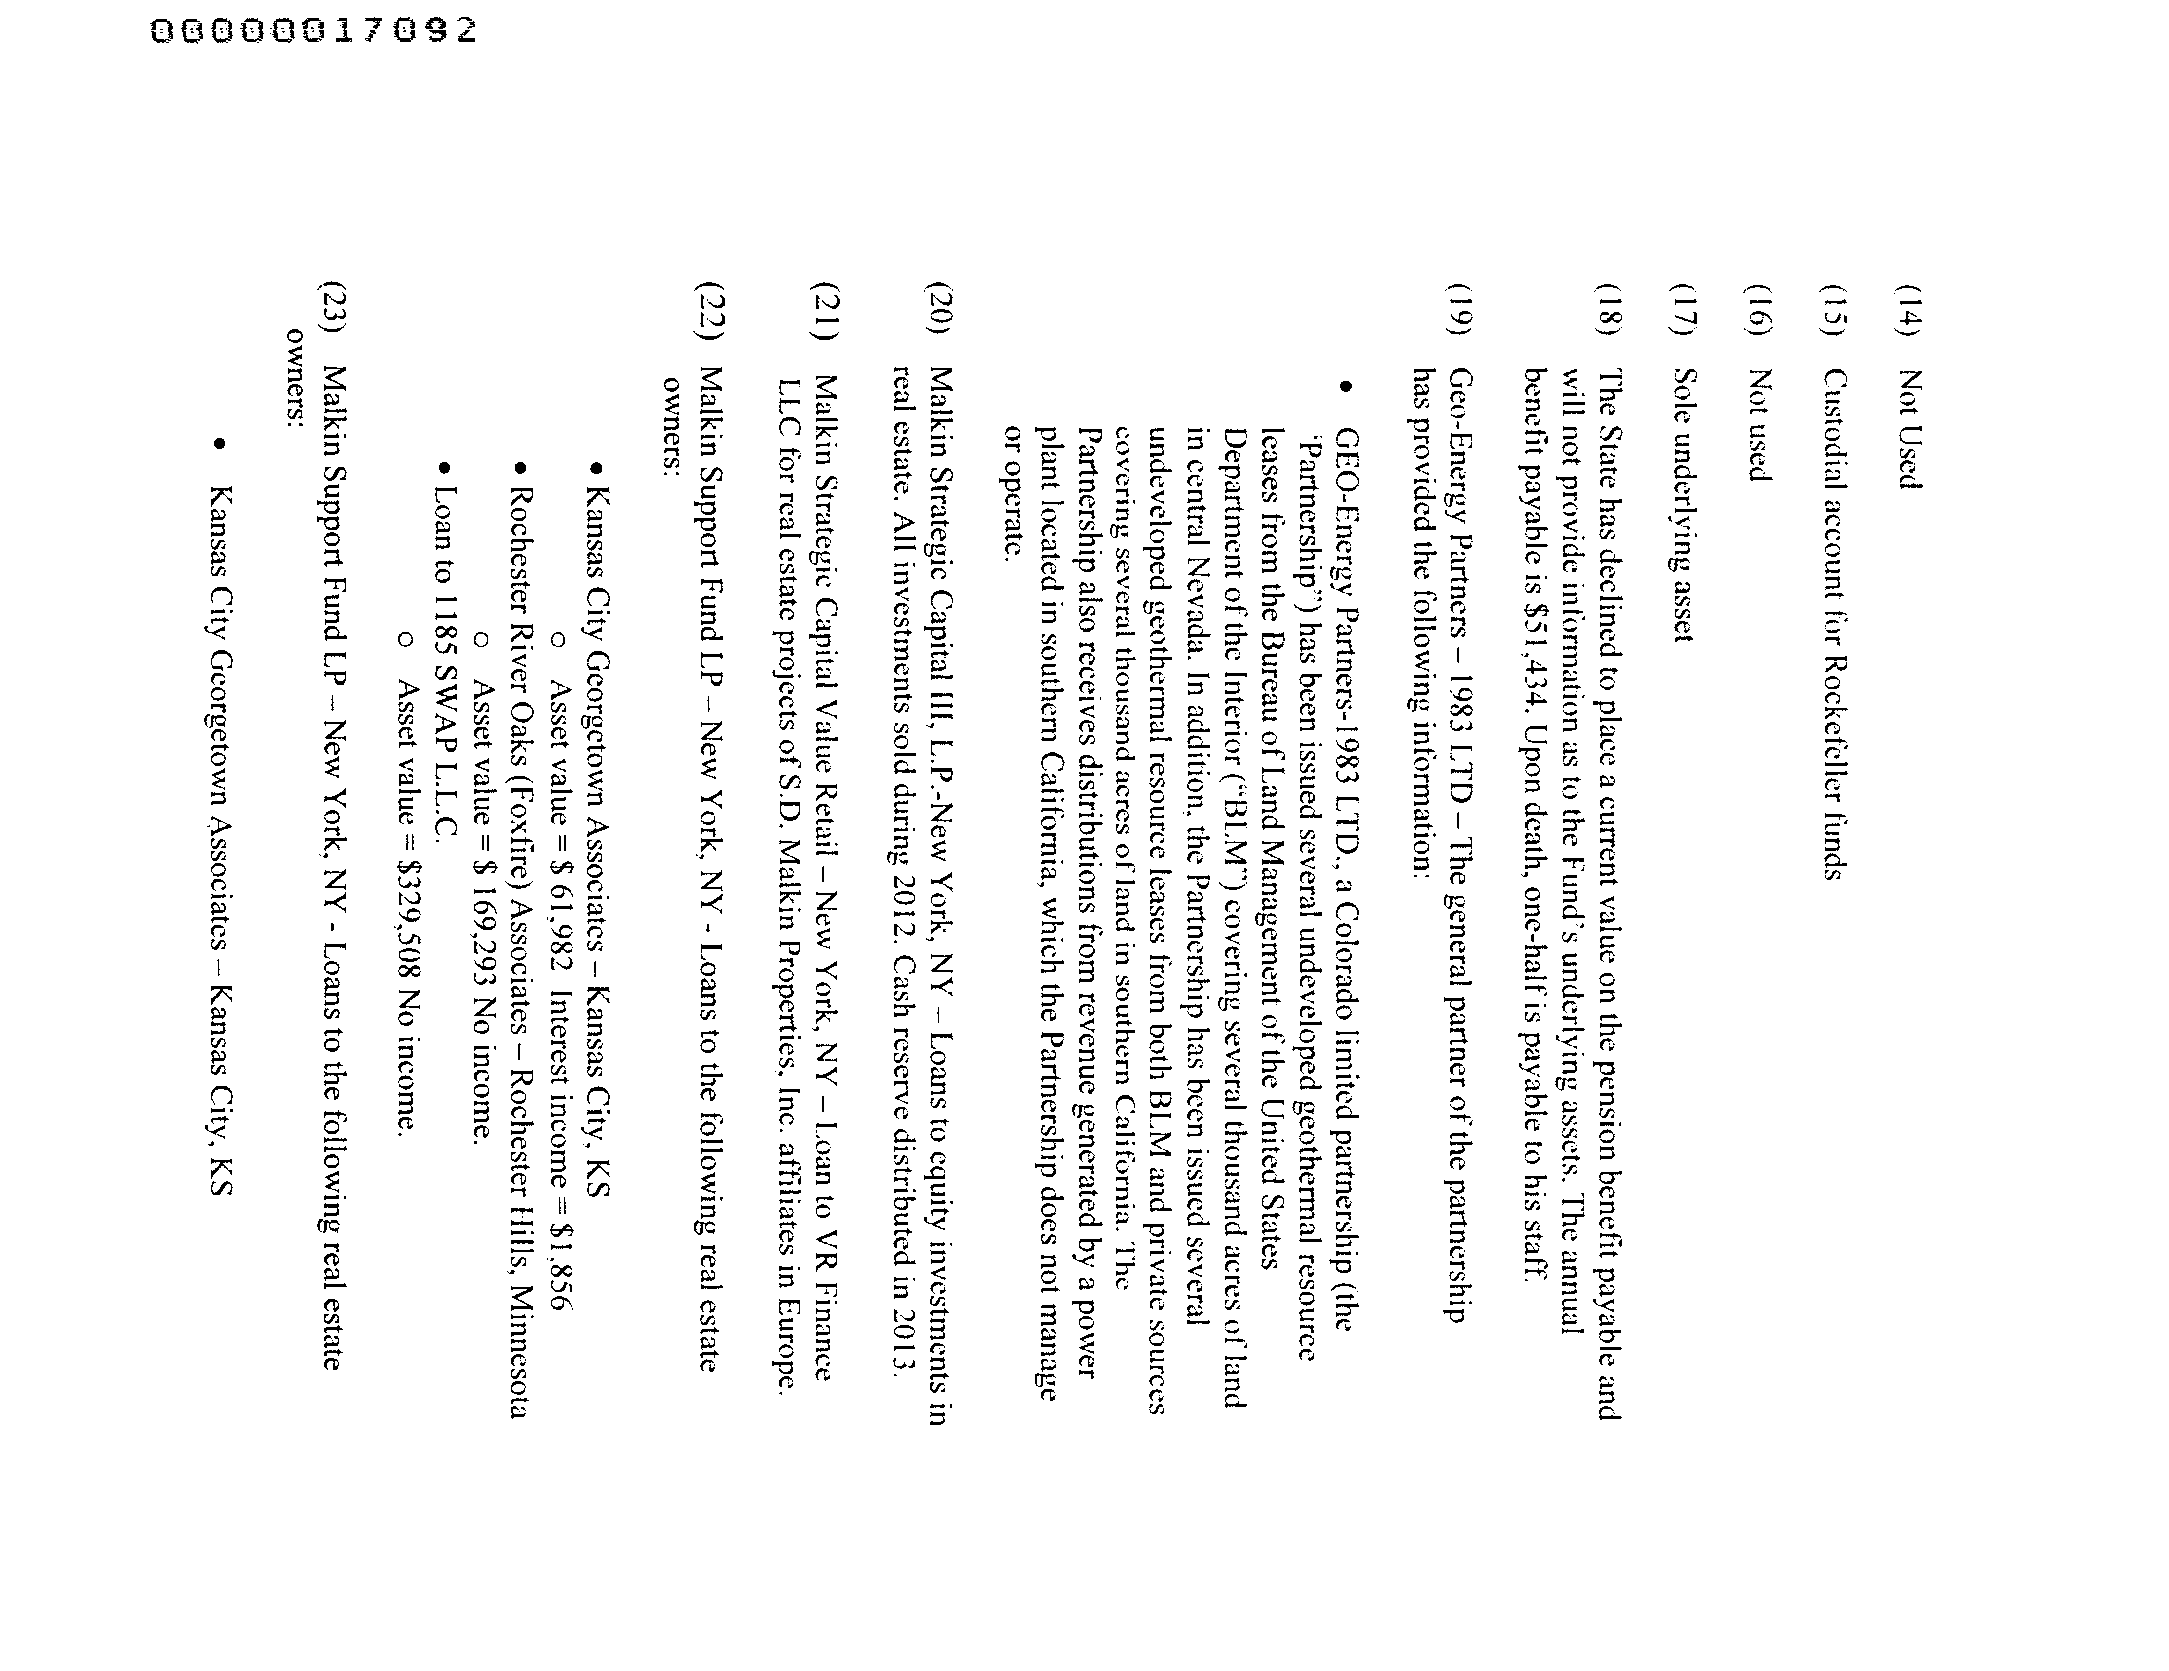 00000017092
(14) Not Used
(15) Custodial account for Rockefeller funds
(16) Not used
(17) Sole underlying asset
(18) The State has declined to place a current value on the pension benefit payable and
will not provide information as to the Fund's underlying assets. The annual
benefit payable is $51,434. Upon death, one-half is payable to his staff.
(19) Geo-Energy Partners – 1983 LTD – The general partner of the partnership
has provided the following information:
• GEO-Energy Partners-1983 LTD., a Colorado limited partnership (the
'Partnership") has been issued several undeveloped geothermal resource
leases from the Bureau of Land Management of the United States
Department of the Interior ("BLM") covering several thousand acres of land
in central Nevada. In addition, the Partnership has been issued several
undeveloped geothermal resource leases from both BLM and private sources
covering several thousand acres of land in southern California. The
Partnership also receives distributions from revenue generated by a power
plant located in southern California, which the Partnership does not manage
or operate.
(20) Malkin Strategic Capital III, L.P.-New York, NY – Loans to equity investments in
real estate. All investments sold during 2012. Cash reserve distributed in 2013.
(21) Malkin Strategic Capital Value Retail – New York, NY – Loan to VR Finance
LLC for real estate projects of S.D. Malkin Properties, Inc. affiliates in Europe.
(22) Malkin Support Fund LP – New York, NY - Loans to the following real estate
owners:
• Kansas City Georgetown Associates – Kansas City, KS
○ Asset value = $ 61,982 Interest income = $1,856
• Rochester River Oaks (Foxfire) Associates – Rochester Hills, Minnesota
○ Asset value = $ 169,293 No income.
• Loan to 1185 SWAP L.L.C.
○ Asset value = $329,508 No income.
(23) Malkin Support Fund LP – New York, NY - Loans to the following real estate
owners:
• Kansas City Georgetown Associates – Kansas City, KS